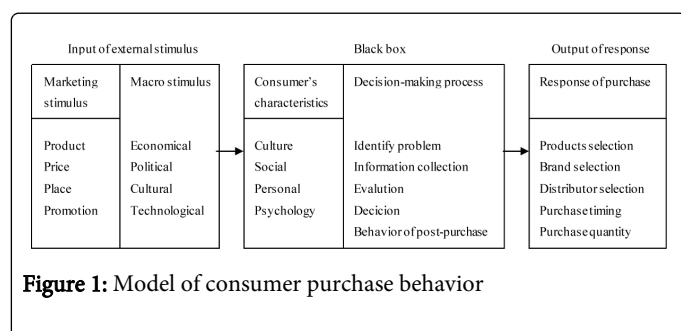 Input of external stimulus
Black box
Output of response
Marketing
stimulus
Macro stimulus
Consumer's
characteristics
Decision-making process
Response of purchase
Product
Price
Place
Promotion
Economical
Political
Cultural
Technological
Culture
Social
Personal
Psychology
Identify problem
Information collection
Evalution
Decicion
Behavior of post-purchase
Products selection
Brand selection
Distributor selection
Purchase timing
Purchase quantity
Figure 1: Model of consumer purchase behavior